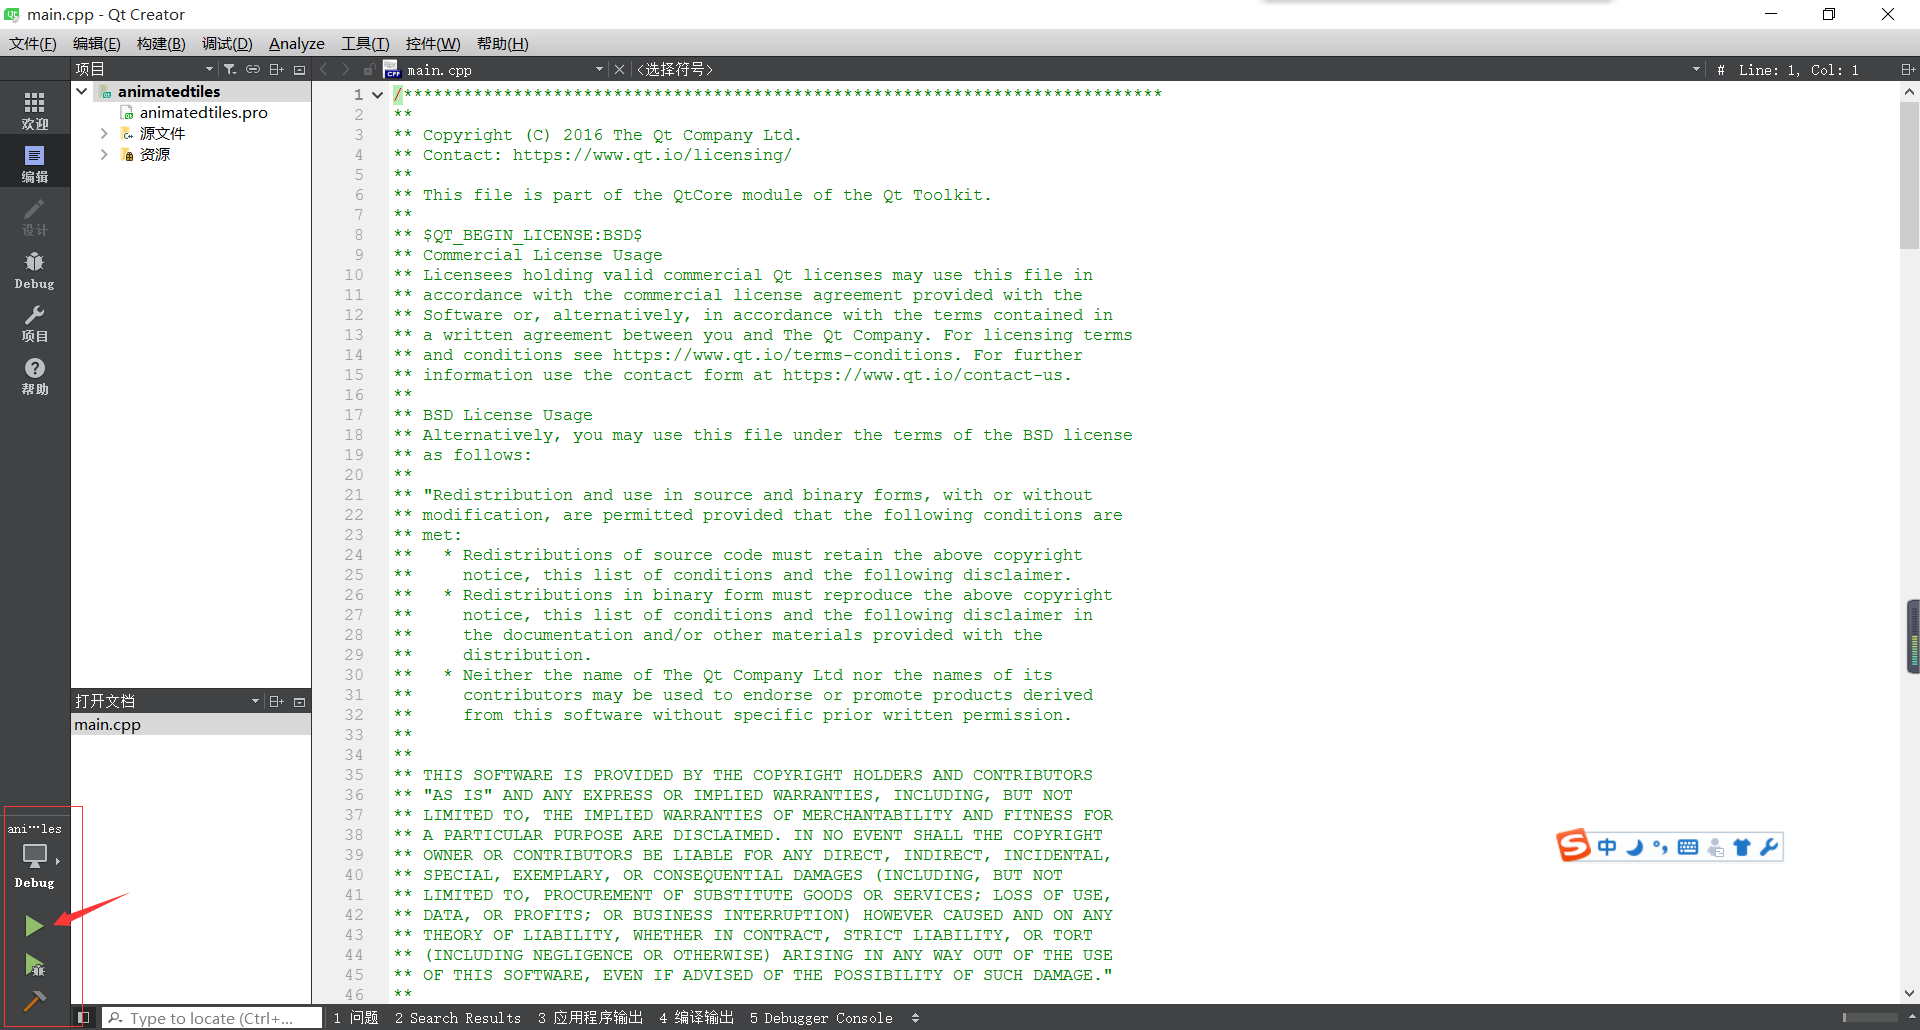 main.cpp - Qt Creator
文件(F) 编辑(E) 构建(B) 调试(D) Analyze 工具(T) 控件(W) 帮助(H)
项目
main.cpp
<选择符号>
# Line: 1, Col: 1
欢迎
编辑
设计
Debug
项目
帮助
animatedtiles
animatedtiles.pro
源文件
资源
打开文档
main.cpp
ani···les
Debug
1 /****************************************************************************
2 **
3 ** Copyright (C) 2016 The Qt Company Ltd.
4 ** Contact: https://www.qt.io/licensing/
5 **
6 ** This file is part of the QtCore module of the Qt Toolkit.
7 **
8 ** $QT_BEGIN_LICENSE:BSD$
9 ** Commercial License Usage
10 ** Licensees holding valid commercial Qt licenses may use this file in
11 ** accordance with the commercial license agreement provided with the
12 ** Software or, alternatively, in accordance with the terms contained in
13 ** a written agreement between you and The Qt Company. For licensing terms
14 ** and conditions see https://www.qt.io/terms-conditions. For further
15 ** information use the contact form at https://www.qt.io/contact-us.
16 **
17 ** BSD License Usage
18 ** Alternatively, you may use this file under the terms of the BSD license
19 ** as follows:
20 **
21 ** "Redistribution and use in source and binary forms, with or without
22 ** modification, are permitted provided that the following conditions are
23 ** met:
24 **   * Redistributions of source code must retain the above copyright
25 **     notice, this list of conditions and the following disclaimer.
26 **   * Redistributions in binary form must reproduce the above copyright
27 **     notice, this list of conditions and the following disclaimer in
28 **     the documentation and/or other materials provided with the
29 **     distribution.
30 **   * Neither the name of The Qt Company Ltd nor the names of its
31 **     contributors may be used to endorse or promote products derived
32 **     from this software without specific prior written permission.
33 **
34 **
35 ** THIS SOFTWARE IS PROVIDED BY THE COPYRIGHT HOLDERS AND CONTRIBUTORS
36 ** "AS IS" AND ANY EXPRESS OR IMPLIED WARRANTIES, INCLUDING, BUT NOT
37 ** LIMITED TO, THE IMPLIED WARRANTIES OF MERCHANTABILITY AND FITNESS FOR
38 ** A PARTICULAR PURPOSE ARE DISCLAIMED. IN NO EVENT SHALL THE COPYRIGHT
39 ** OWNER OR CONTRIBUTORS BE LIABLE FOR ANY DIRECT, INDIRECT, INCIDENTAL,
40 ** SPECIAL, EXEMPLARY, OR CONSEQUENTIAL DAMAGES (INCLUDING, BUT NOT
41 ** LIMITED TO, PROCUREMENT OF SUBSTITUTE GOODS OR SERVICES; LOSS OF USE,
42 ** DATA, OR PROFITS; OR BUSINESS INTERRUPTION) HOWEVER CAUSED AND ON ANY
43 ** THEORY OF LIABILITY, WHETHER IN CONTRACT, STRICT LIABILITY, OR TORT
44 ** (INCLUDING NEGLIGENCE OR OTHERWISE) ARISING IN ANY WAY OUT OF THE USE
45 ** OF THIS SOFTWARE, EVEN IF ADVISED OF THE POSSIBILITY OF SUCH DAMAGE."
46 **
中
Type to locate (Ctrl+...
1 问题 2 Search Results 3 应用程序输出 4 编译输出 5 Debugger Console